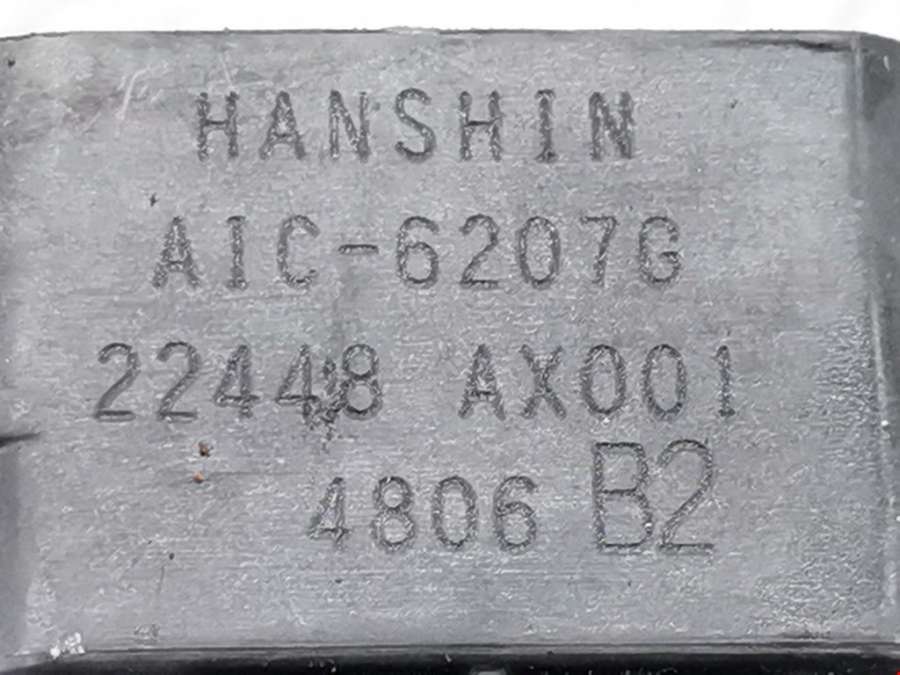 HANSHIN
AIC-6207G
22448 AX001
4806 B2